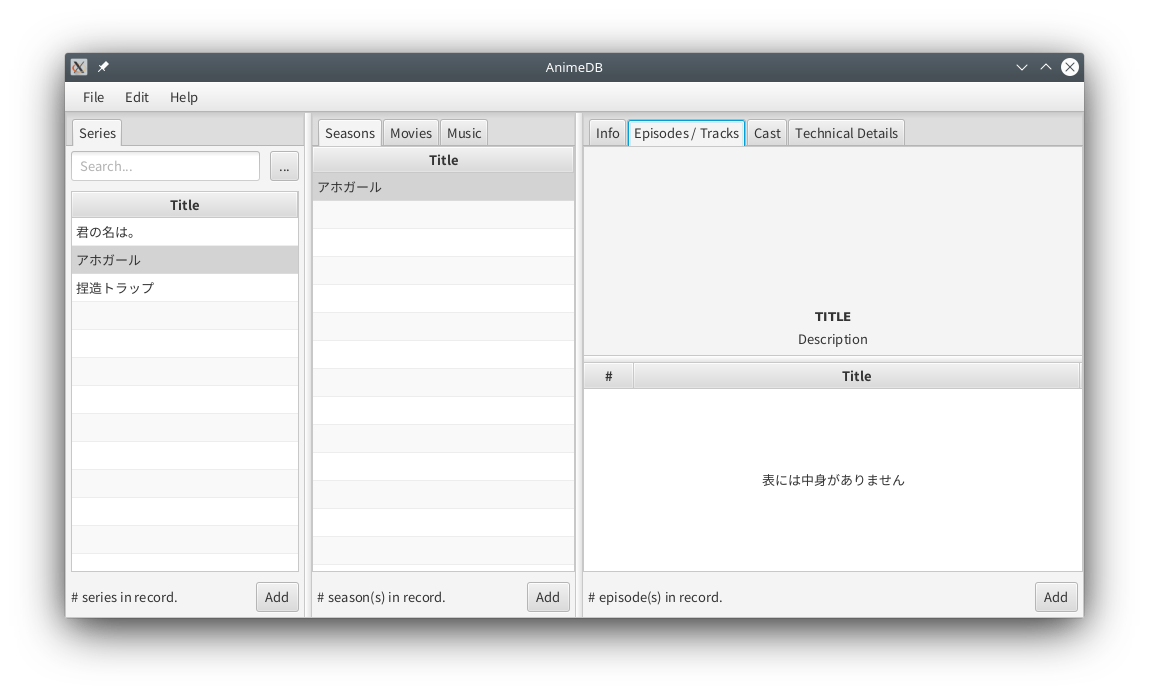 AnimeDB
File Edit Help
Series
Search...
...
Title
君の名は。
アホガール
捏造トラップ
# series in record.
Add
Seasons Movies Music
Title
アホガール
# season(s) in record.
Add
Info Episodes / Tracks Cast Technical Details
TITLE
Description
# Title
表には中身がありません
# episode(s) in record.
Add